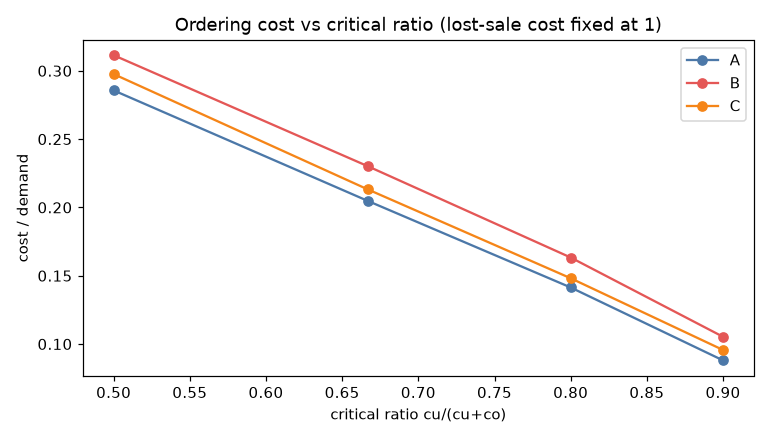 Ordering cost vs critical ratio (lost-sale cost fixed at 1)
A
B
C
cost / demand
0.30
0.25
0.20
0.15
0.10
0.50 0.55 0.60 0.65 0.70 0.75 0.80 0.85 0.90
critical ratio cu/(cu+co)